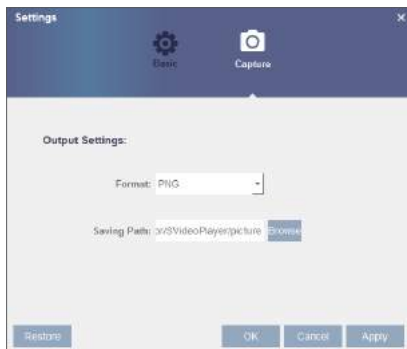 Settings
Basic
Capture
Output Settings:
Format: PNG
Saving Path: or/SVideoPlayer/picture Browse
Restore OK Cancel Apply